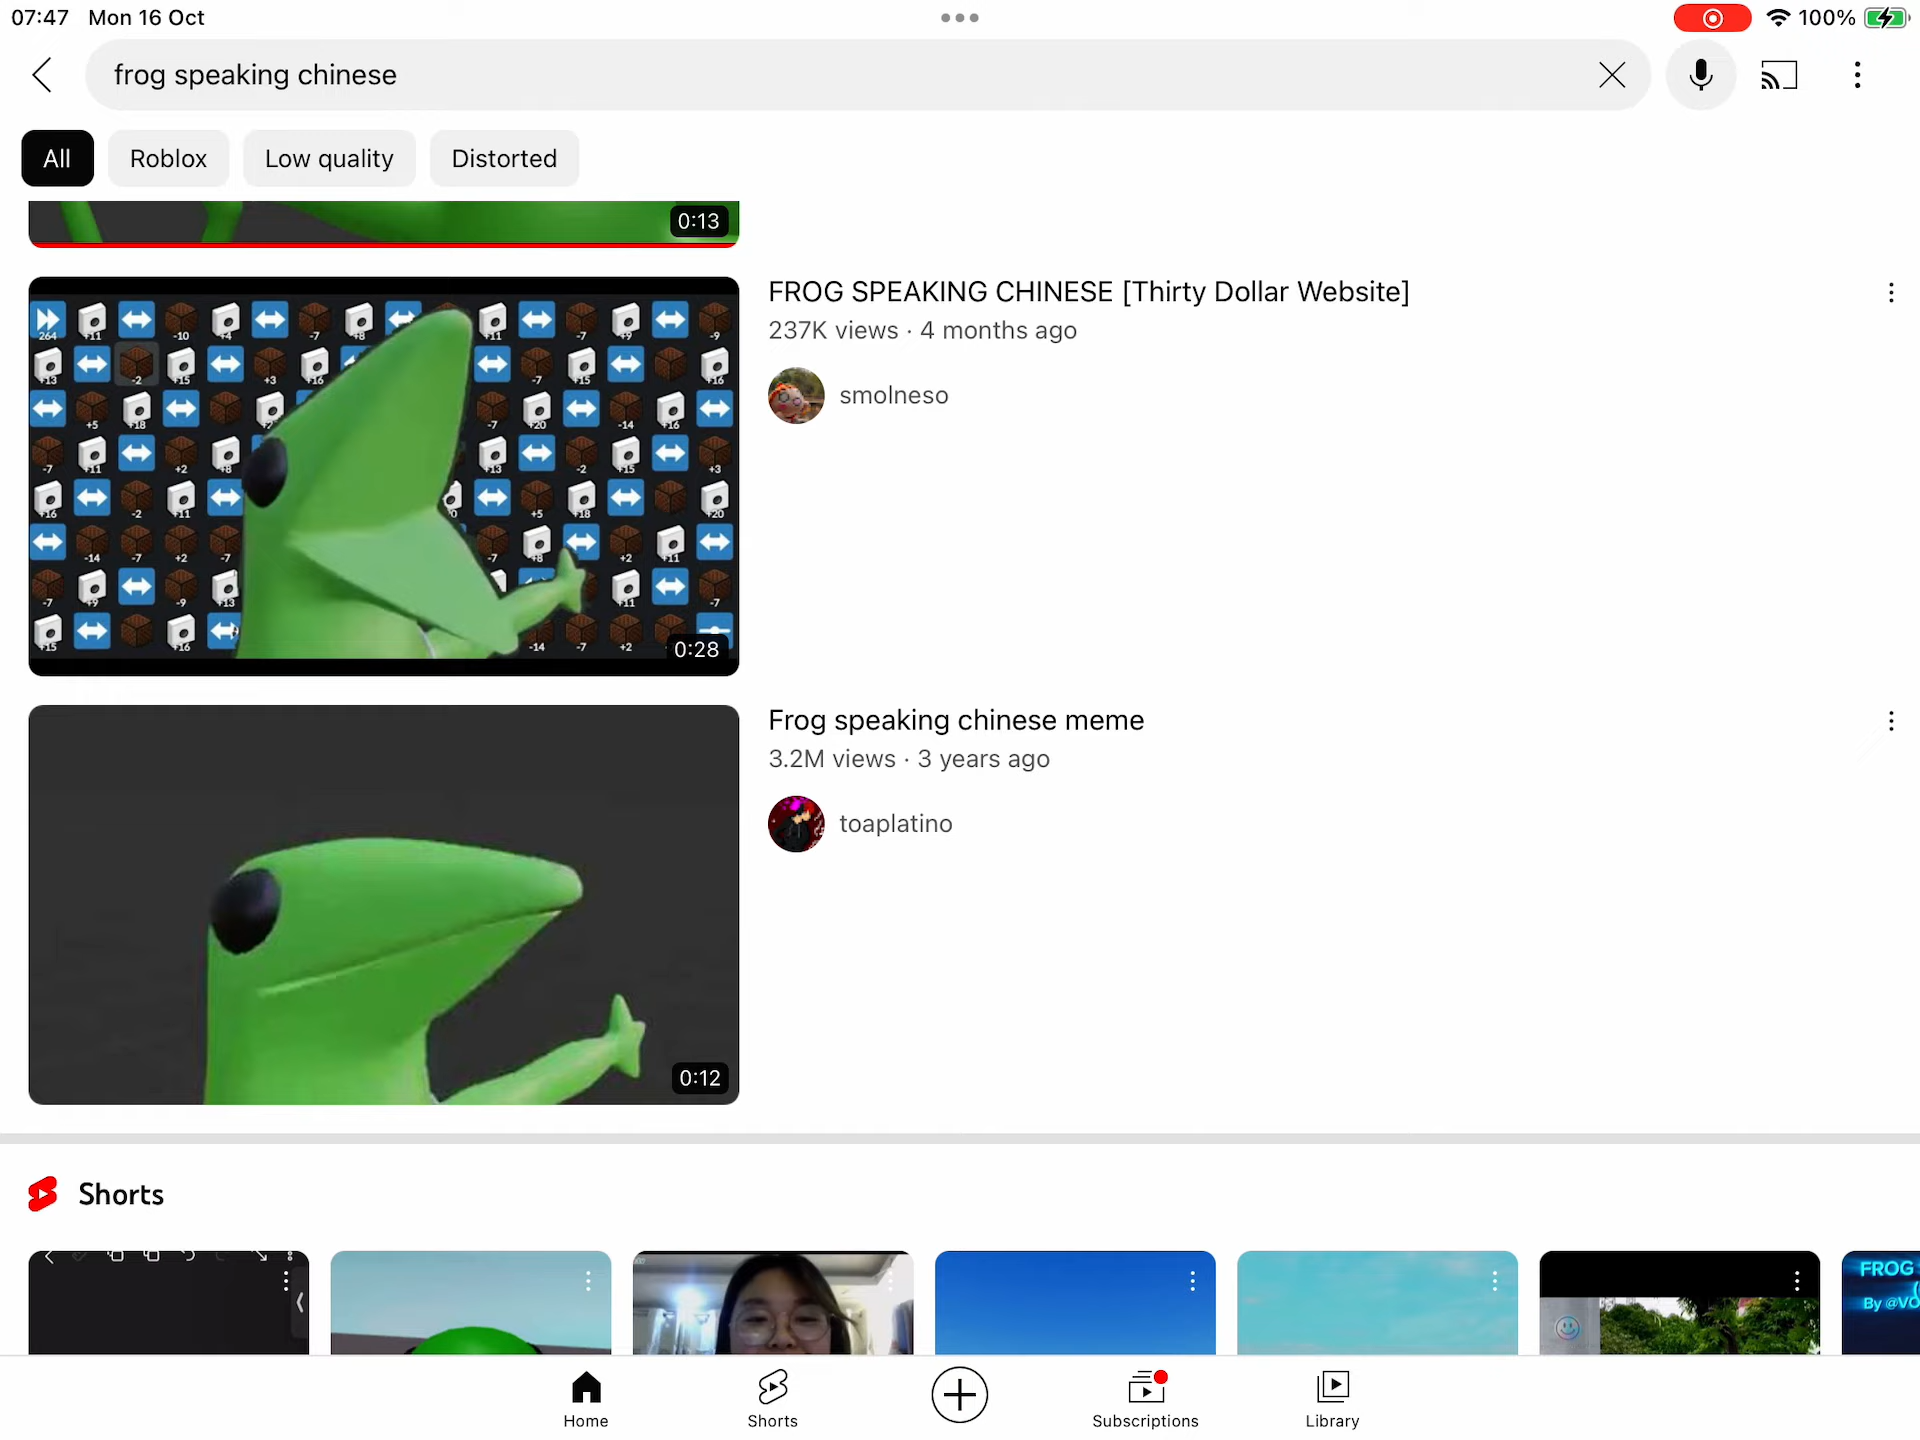 07:47 Mon 16 Oct
100%
frog speaking chinese
All
Roblox
Low quality
Distorted
0:13
FROG SPEAKING CHINESE [Thirty Dollar Website]
237K views · 4 months ago
smolneso
0:28
Frog speaking chinese meme
3.2M views · 3 years ago
toaplatino
0:12
Shorts
FROG
By @VO
Home
Shorts
Subscriptions
Library